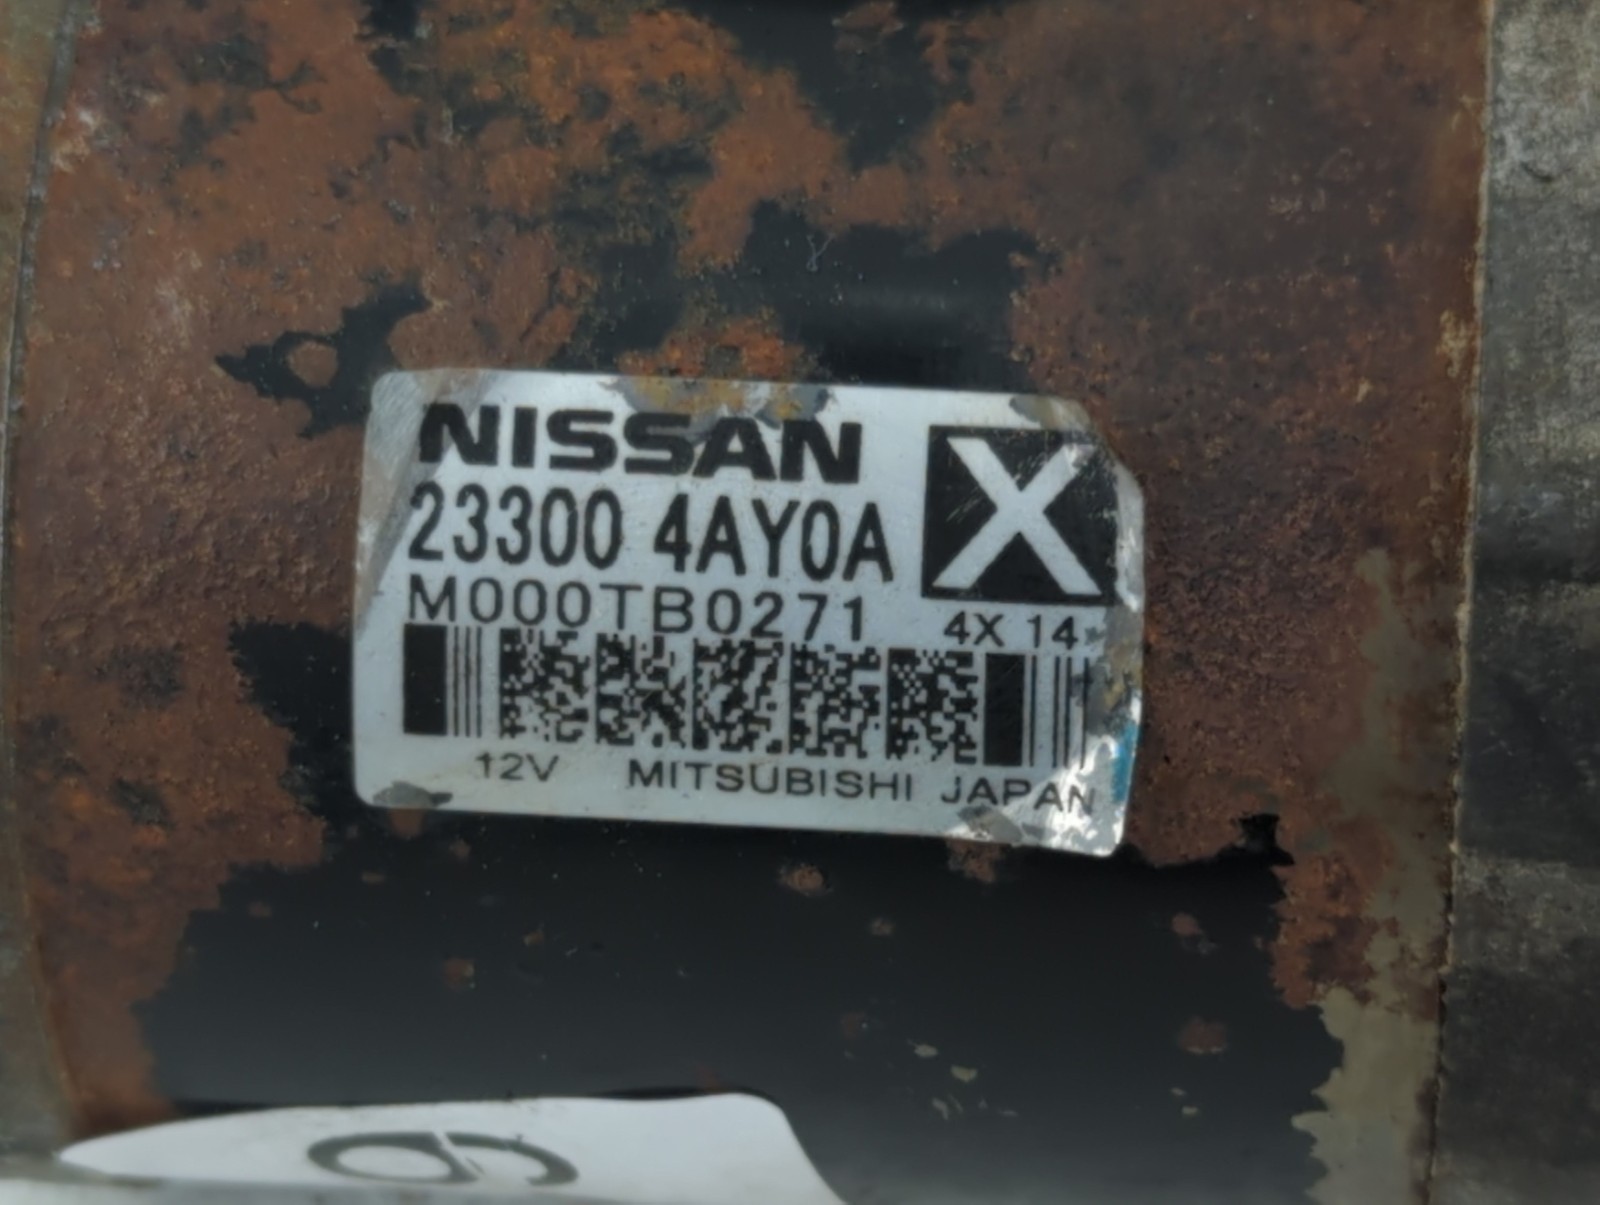 NISSAN
23300 4AY0A
X
M000TB0271
4X 14
12V MITSUBISHI JAPAN